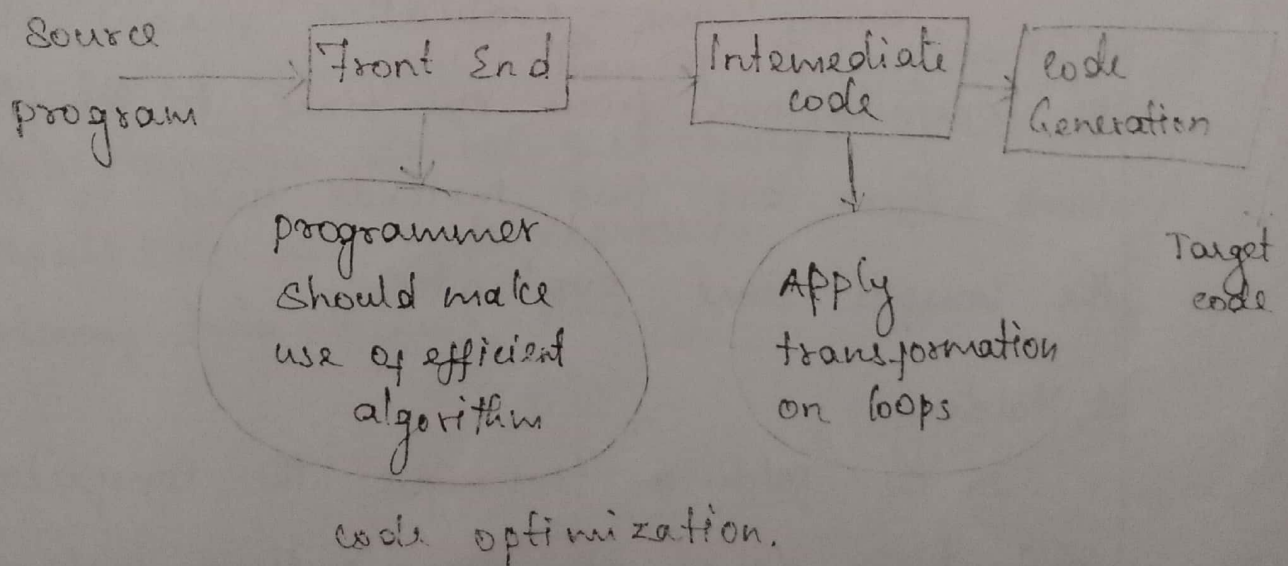 Source
program
Front End
Intemediate
code
code
Generation
programmer
should make
use of efficient
algorithm
Apply
transformation
on loops
Target
code
code optimization.